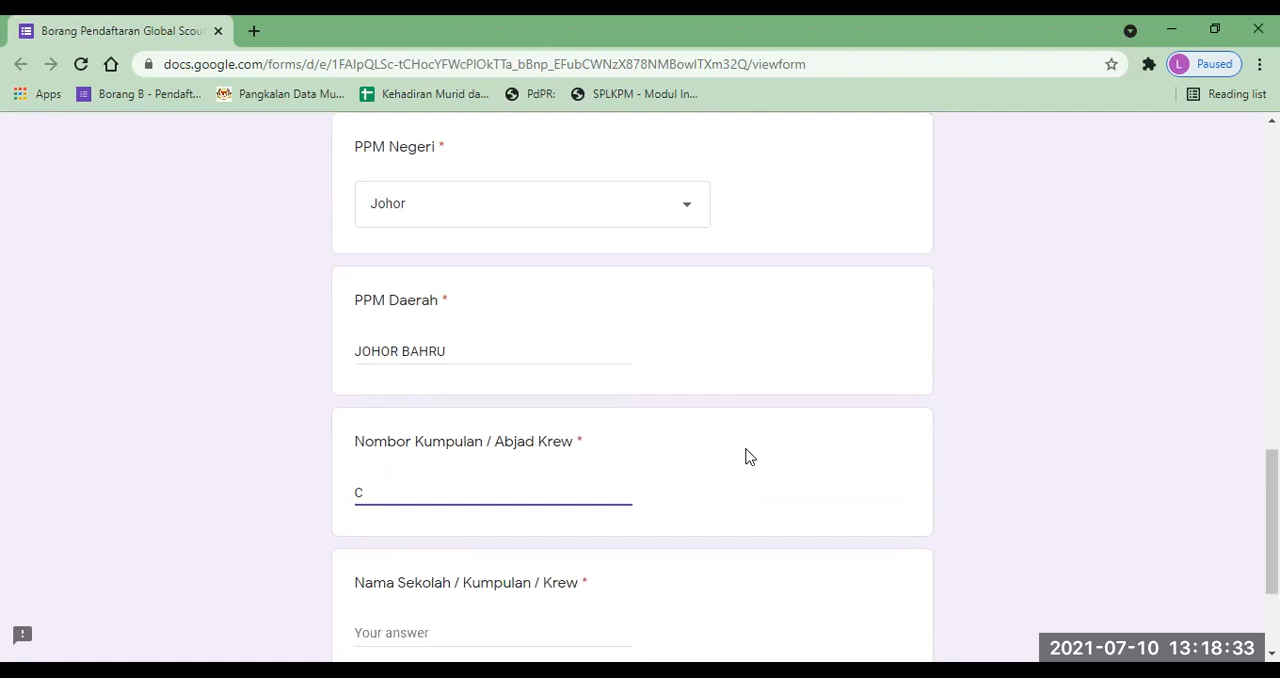 Borang Pendaftaran Global Scou
docs.google.com/forms/d/e/1FAIpQLSc-tCHocYFWcFUukTTa_bBnp_EFubCWNzX878NMBowITXm32Q/viewform
L Paused
Apps Borang B - Pendaft... Pangkalan Data Mu... Kehadiran Murid da... PdPR: SPLKPM - Modul In... Reading list
PPM Negeri *
Johor
PPM Daerah *
JOHOR BAHRU
Nombor Kumpulan / Abjad Krew *
C
Nama Sekolah / Kumpulan / Krew *
Your answer
2021-07-10 13:18:33